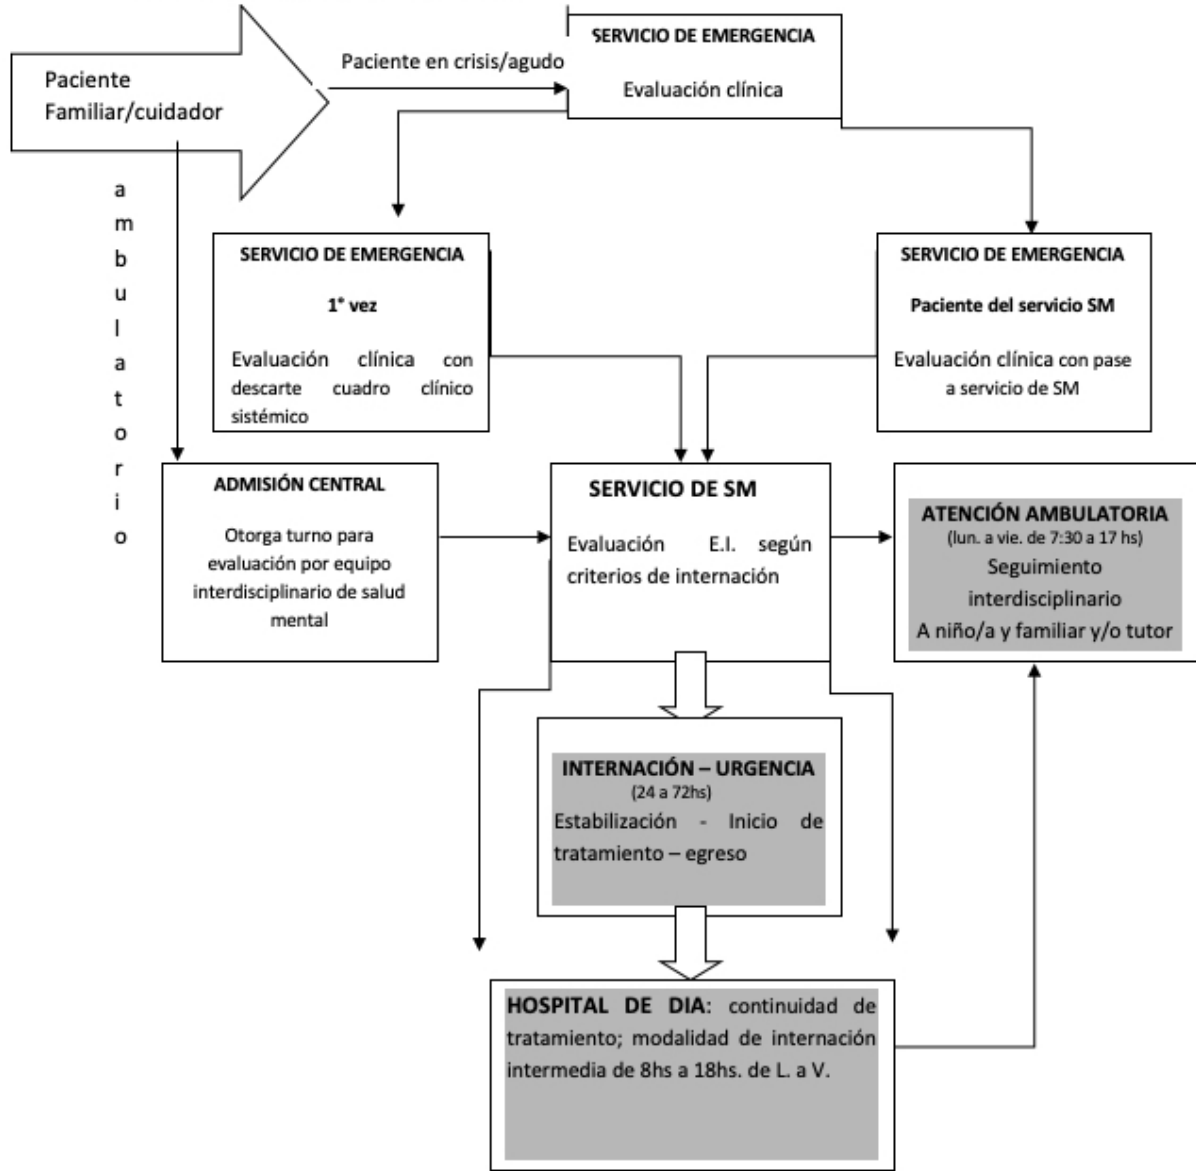 Paciente
Familiar/cuidador
Paciente en crisis/agudo
SERVICIO DE EMERGENCIA
Evaluación clínica
ambulatorio
SERVICIO DE EMERGENCIA
1° vez
Evaluación clínica con
descarte cuadro clínico
sistémico
SERVICIO DE EMERGENCIA
Paciente del servicio SM
Evaluación clínica con pase
a servicio de SM
ADMISIÓN CENTRAL
Otorga turno para
evaluación por equipo
interdisciplinario de salud
mental
SERVICIO DE SM
Evaluación E.I. según
criterios de internación
ATENCIÓN AMBULATORIA
(lun. a vie. de 7:30 a 17 hs)
Seguimiento
interdisciplinario
A niño/a y familiar y/o tutor
INTERNACIÓN – URGENCIA
(24 a 72hs)
Estabilización - Inicio de
tratamiento – egreso
HOSPITAL DE DIA: continuidad de
tratamiento; modalidad de internación
intermedia de 8hs a 18hs. de L. a V.